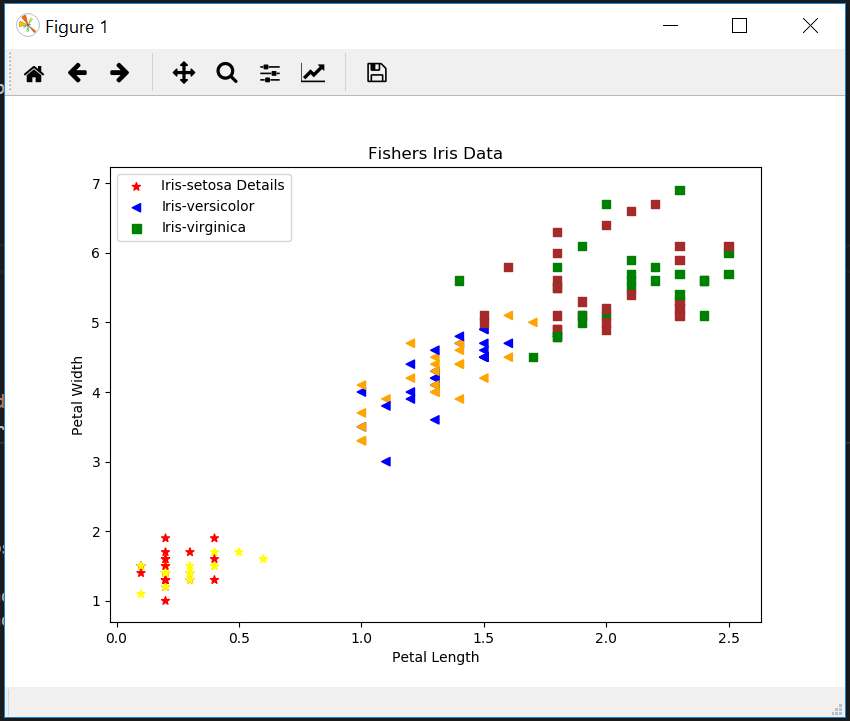 Figure 1
Fishers Iris Data
Iris-setosa Details
Iris-versicolor
Iris-virginica
7
6
5
4
3
2
1
Petal Width
0.0 0.5 1.0 1.5 2.0 2.5
Petal Length